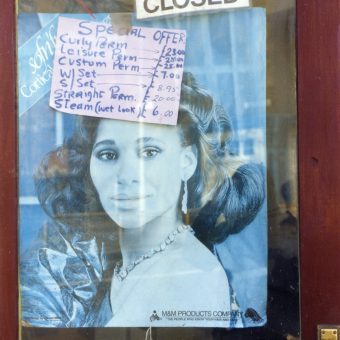 CLOSED
SPECIAL OFFER
Curly Perm £23.00
Leisure Perm £25.00
Custom Perm £25.00
W/Set £7.00
S/Set £8.95
Straight Perm. £20.00
Steam (wet look) £6.00
M&M PRODUCTS COMPANY